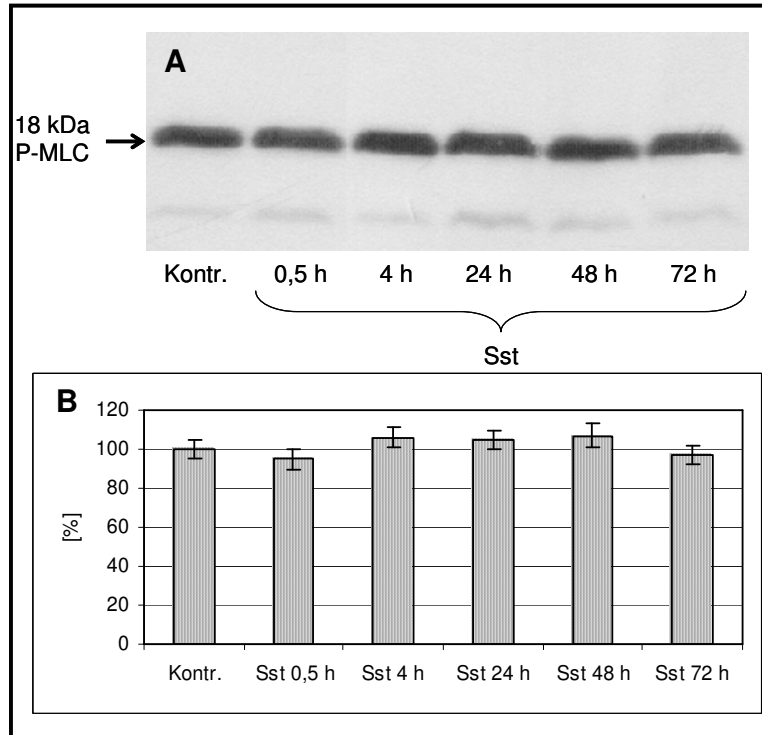 A
18 kDa
P-MLC
Kontr. 0,5 h 4 h 24 h 48 h 72 h
Sst
B
120
100
80
60
40
20
0
[%]
Kontr. Sst 0,5 h Sst 4 h Sst 24 h Sst 48 h Sst 72 h